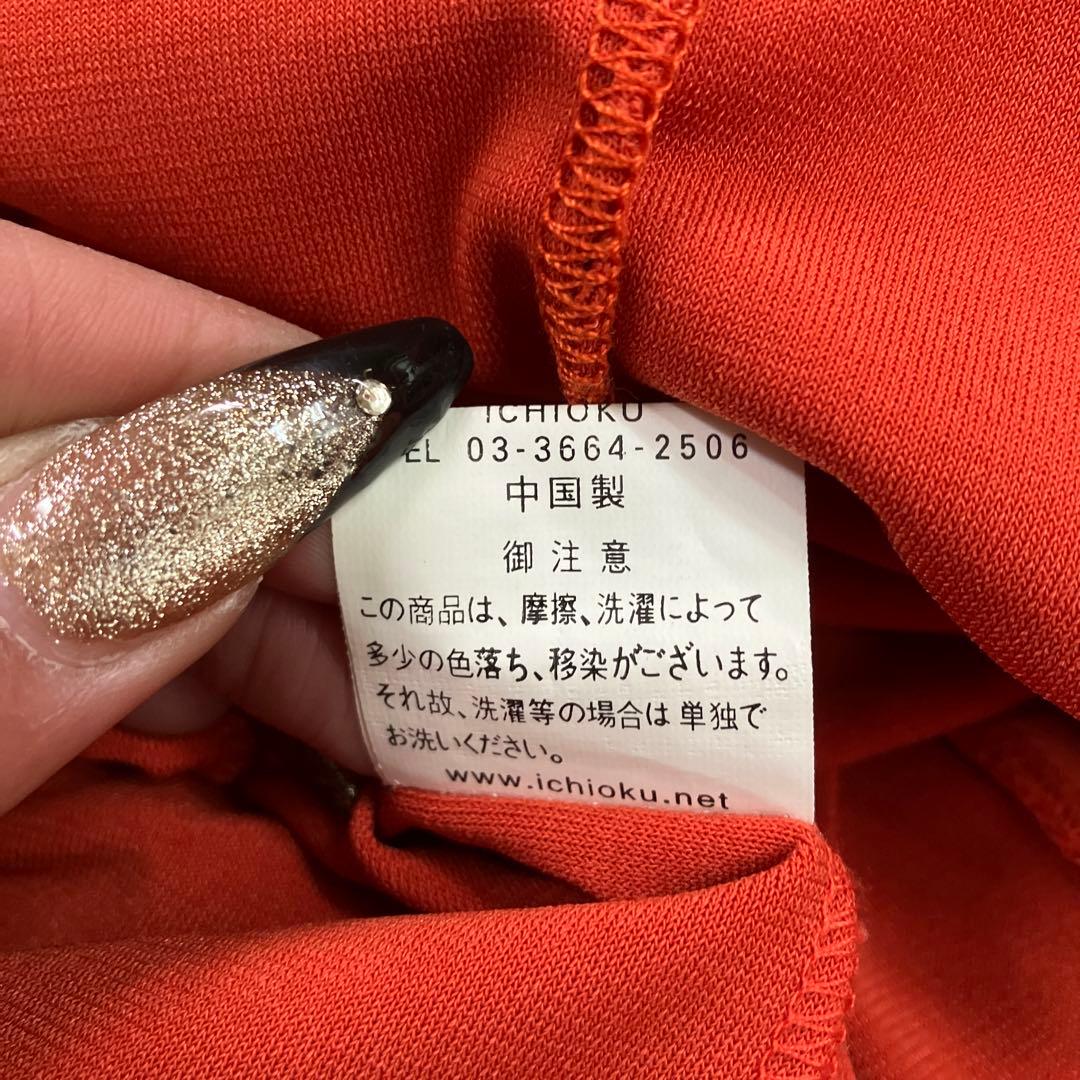 ICHIOKU
EL 03-3664-2506
中国製
御注意
この商品は、摩擦、洗濯によって
多少の色落ち、移染がございます。
それ故、洗濯等の場合は単独で
お洗いください。
www.ichioku.net